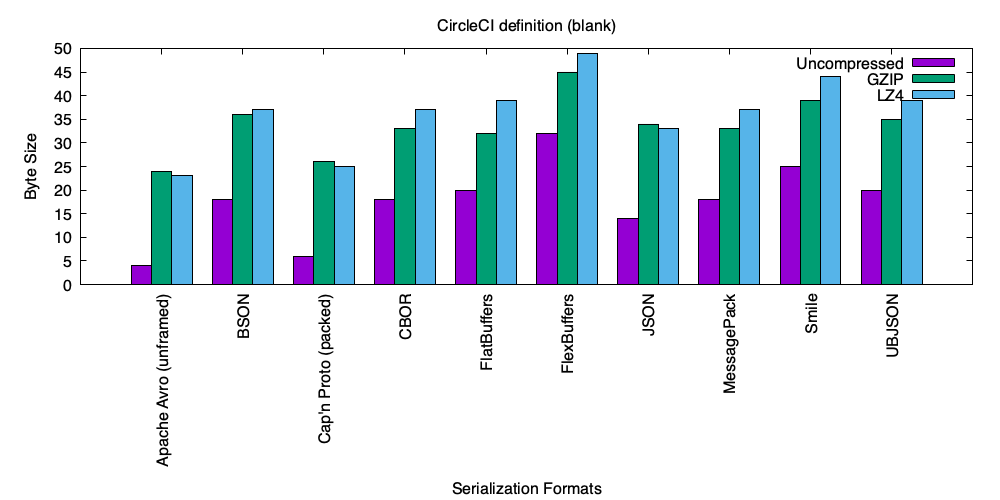 CircleCI definition (blank)
50
45
40
35
30
25
20
15
10
5
0
Byte Size
Uncompressed
GZIP
LZ4
Apache Avro (unframed)
BSON
Cap'n Proto (packed)
CBOR
FlatBuffers
FlexBuffers
JSON
MessagePack
Smile
UBJSON
Serialization Formats